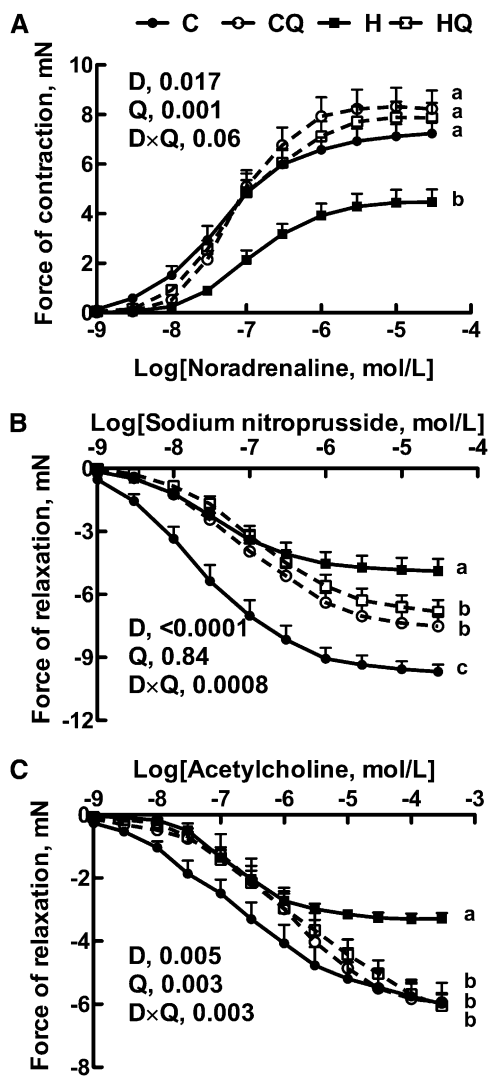 A
C CQ H HQ
Force of contraction, mN
10
8
6
4
2
0
D, 0.017
Q, 0.001
D×Q, 0.06
a
a
a
b
-9 -8 -7 -6 -5 -4
Log[Noradrenaline, mol/L]
B
Log[Sodium nitroprusside, mol/L]
-9 -8 -7 -6 -5 -4
Force of relaxation, mN
0
-3
-6
-9
-12
D, <0.0001
Q, 0.84
D×Q, 0.0008
a
b
b
c
C
Log[Acetylcholine, mol/L]
-9 -8 -7 -6 -5 -4 -3
Force of relaxation, mN
0
-2
-4
-6
-8
D, 0.005
Q, 0.003
D×Q, 0.003
a
b
b
b